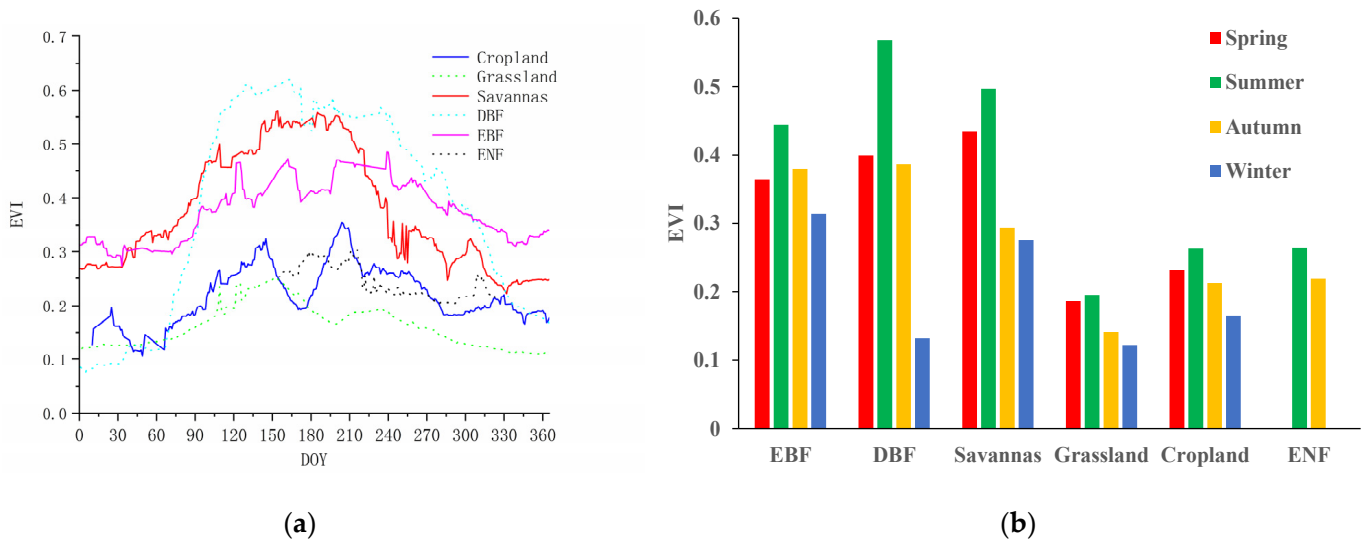 0.7
0.6
0.5
0.4
0.3
0.2
0.1
0.0
EVI
0 30 60 90 120 150 180 210 240 270 300 330 360
DOY
Cropland
Grassland
Savannas
DBF
EBF
ENF
(a)
0.6
0.5
0.4
0.3
0.2
0.1
0
EVI
EBF DBF Savannas Grassland Cropland ENF
Spring
Summer
Autumn
Winter
(b)